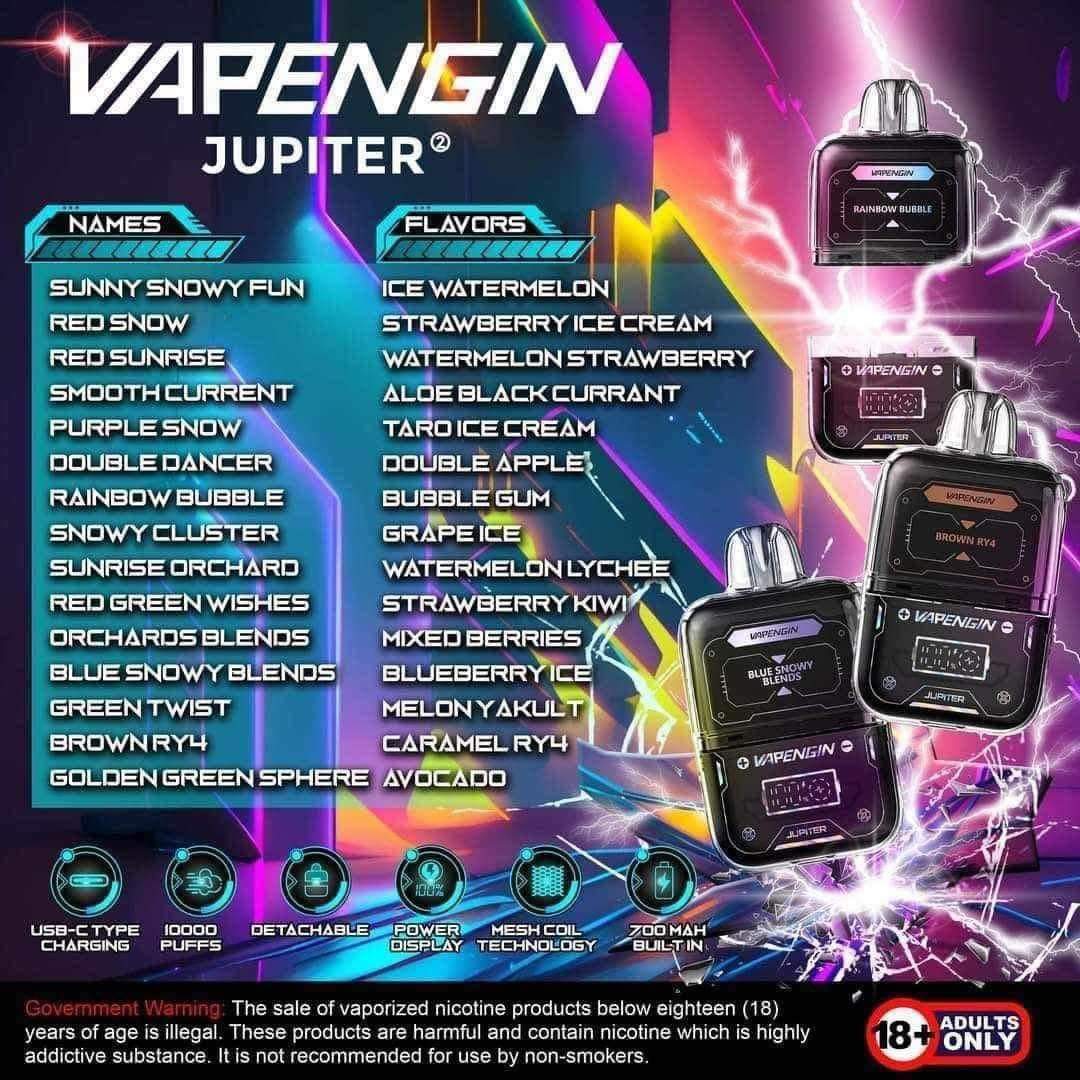 VAPENGIN
JUPITER②
NAMES FLAVORS
SUNNY SNOWY FUN ICE WATERMELON
RED SNOW STRAWBERRY ICE CREAM
RED SUNRISE WATERMELON STRAWBERRY
SMOOTH CURRENT ALOE BLACK CURRANT
PURPLE SNOW TARO ICE CREAM
DOUBLE DANCER DOUBLE APPLE
RAINBOW BUBBLE BUBBLE GUM
SNOWY CLUSTER GRAPE ICE
SUNRISE ORCHARD WATERMELON LYCHEE
RED GREEN WISHES STRAWBERRY KIWI
ORCHARDS BLENDS MIXED BERRIES
BLUE SNOWY BLENDS BLUEBERRY ICE
GREEN TWIST MELON YAKULT
BROWN RY4 CARAMEL RY4
GOLDEN GREEN SPHERE AVOCADO
VAPENGIN
RAINBOW BUBBLE
VAPENGIN
100%
JUPITER
VAPENGIN
BROWN RY4
VAPENGIN
100%
JUPITER
VAPENGIN
BLUE SNOWY
BLENDS
VAPENGIN
100%
JUPITER
100%
USB-C TYPE
CHARGING
10000
PUFFS
DETACHABLE
POWER
DISPLAY
MESH COIL
TECHNOLOGY
700 MAH
BUILT IN
Government Warning: The sale of vaporized nicotine products below eighteen (18)
years of age is illegal. These products are harmful and contain nicotine which is highly
addictive substance. It is not recommended for use by non-smokers.
18+ ADULTS
ONLY